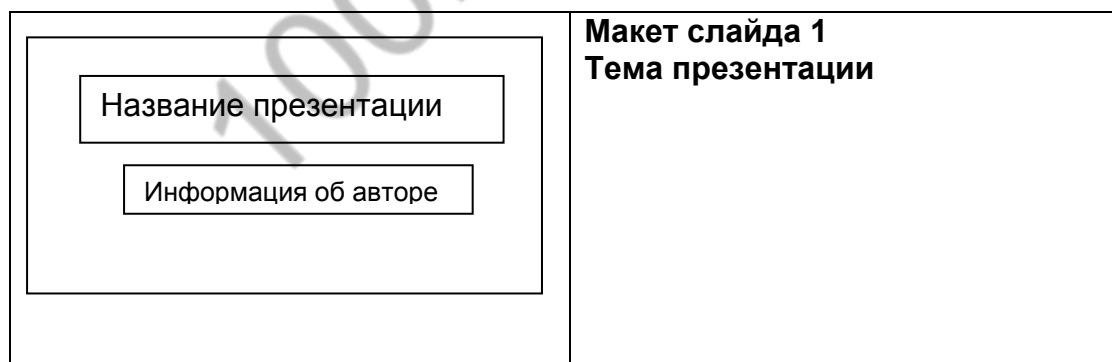 Название презентации
Информация об авторе
Макет слайда 1
Тема презентации